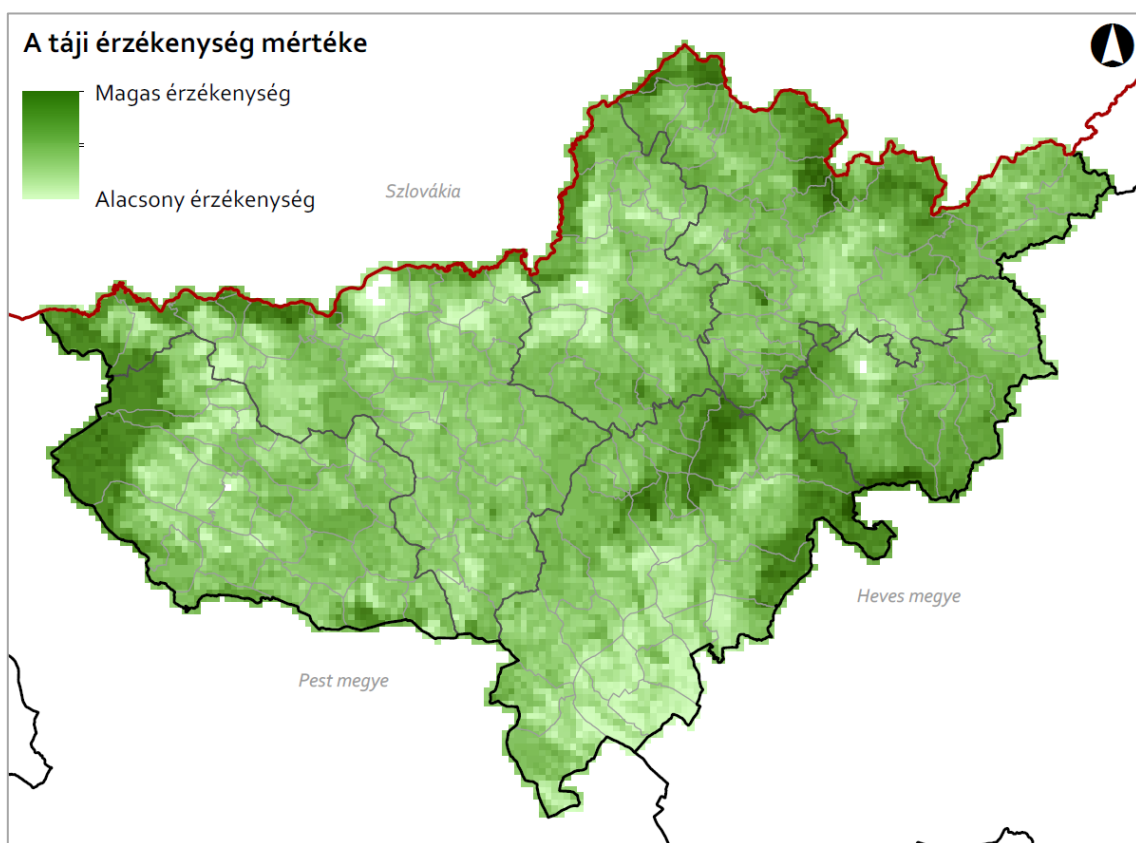 A táji érzékenység mértéke
Magas érzékenység
Alacsony érzékenység
Szlovákia
Heves megye
Pest megye